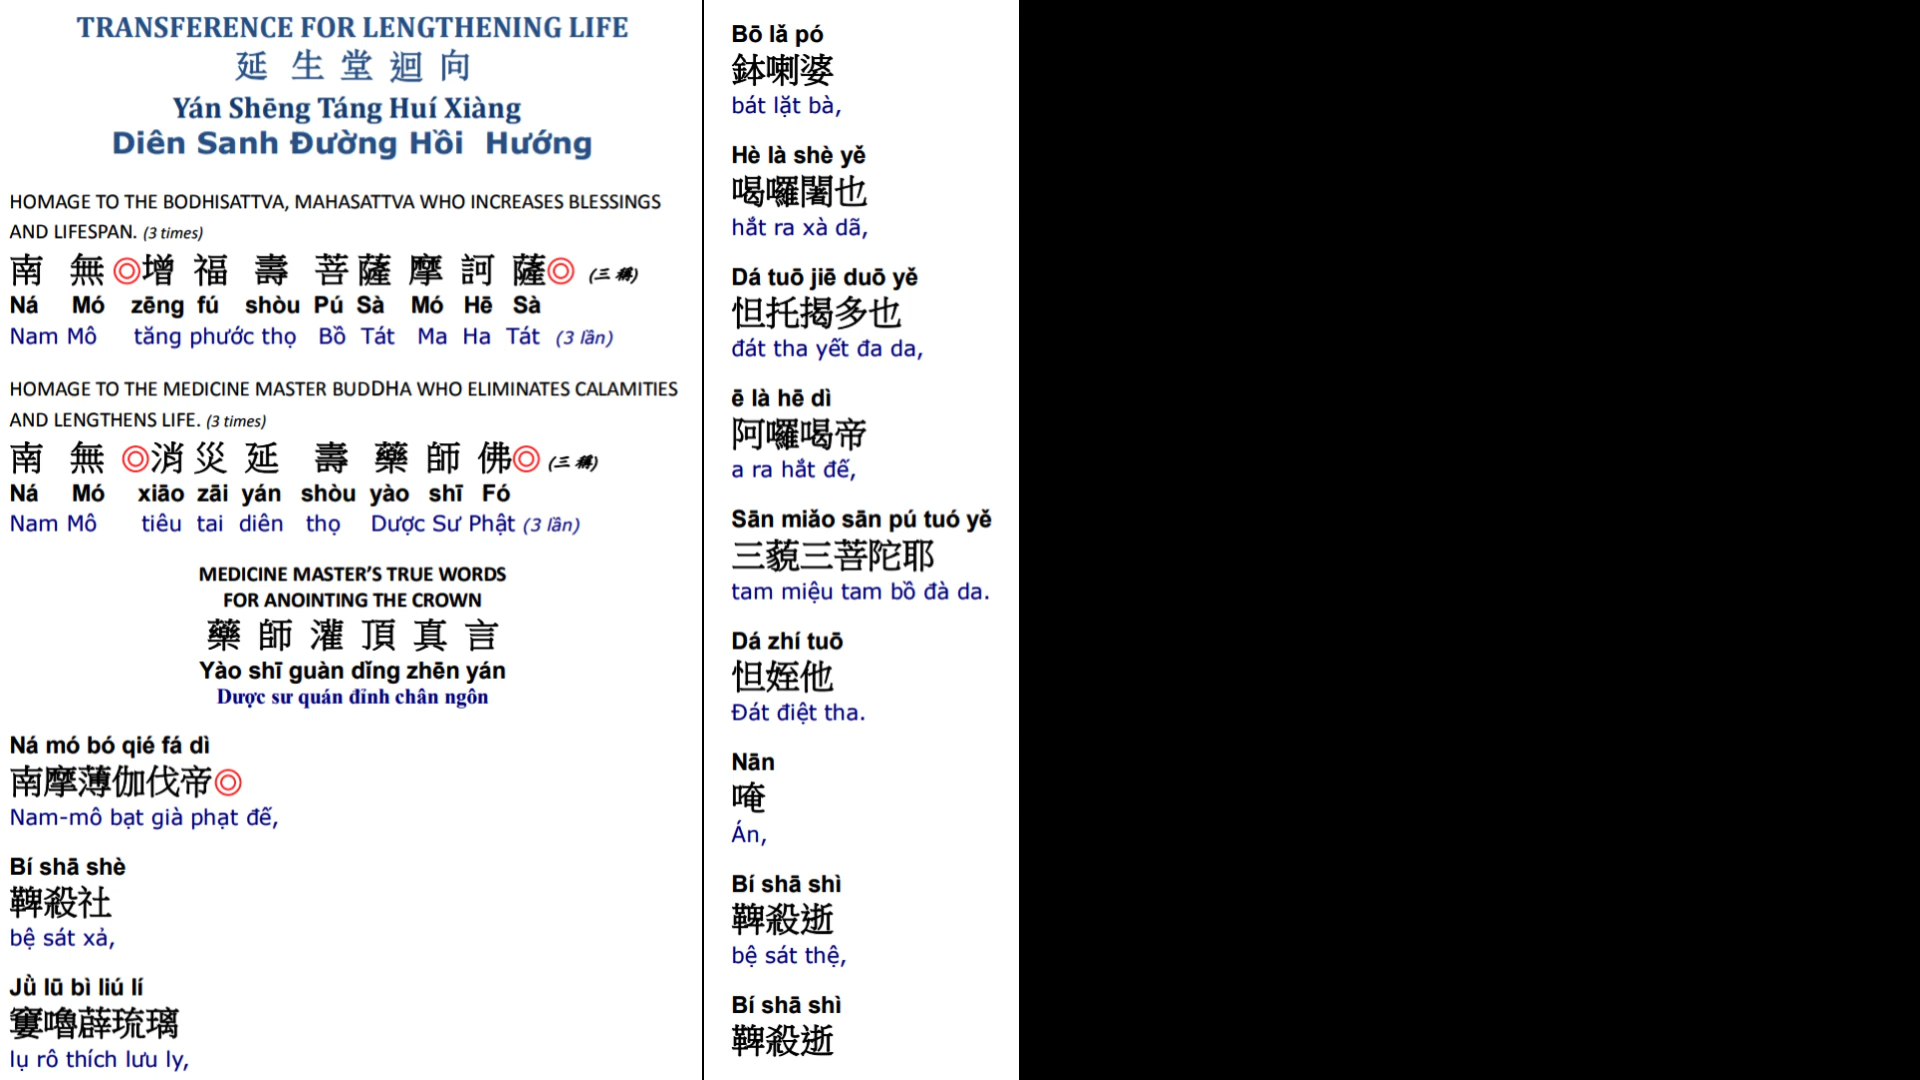 TRANSFERENCE FOR LENGTHENING LIFE
延 生 堂 迴 向
Yán Shēng Táng Huí Xiàng
Diên Sanh Đường Hồi Hướng
HOMAGE TO THE BODHISATTVA, MAHASATTVA WHO INCREASES BLESSINGS
AND LIFESPAN. (3 times)
南 無 ◎增 福 壽 菩 薩 摩 訶 薩◎ (三 稱)
Ná Mó zēng fú shòu Pú Sà Mó Hē Sà
Nam Mô tăng phước thọ Bồ Tát Ma Ha Tát (3 lần)
HOMAGE TO THE MEDICINE MASTER BUDDHA WHO ELIMINATES CALAMITIES
AND LENGTHENS LIFE. (3 times)
南 無 ◎消 災 延 壽 藥 師 佛◎ (三 稱)
Ná Mó xiāo zāi yán shòu yào shī Fó
Nam Mô tiêu tai diên thọ Dược Sư Phật (3 lần)
MEDICINE MASTER’S TRUE WORDS
FOR ANOINTING THE CROWN
藥 師 灌 頂 真 言
Yào shī guàn dǐng zhēn yán
Dược sư quán đỉnh chân ngôn
Ná mó bó qié fá dì
南摩薄伽伐帝◎
Nam-mô bạt già phạt đế,
Bí shā shè
鞞殺社
bệ sát xả,
Jǜ lū bì liú lí
窶嚕薜琉璃
lụ rô thích lưu ly,
Bō lǎ pó
鉢喇婆
bát lặt bà,
Hè là shè yě
喝囉闍也
hắt ra xà dã,
Dá tuō jiē duō yě
怛托揭多也
đát tha yết đa da,
ē là hē dì
阿囉喝帝
a ra hắt đế,
Sān miǎo sān pú tuó yě
三藐三菩陀耶
tam miệu tam bồ đà da.
Dá zhí tuō
怛姪他
Đát điệt tha.
Nān
唵
Án,
Bí shā shì
鞞殺逝
bệ sát thệ,
Bí shā shì
鞞殺逝